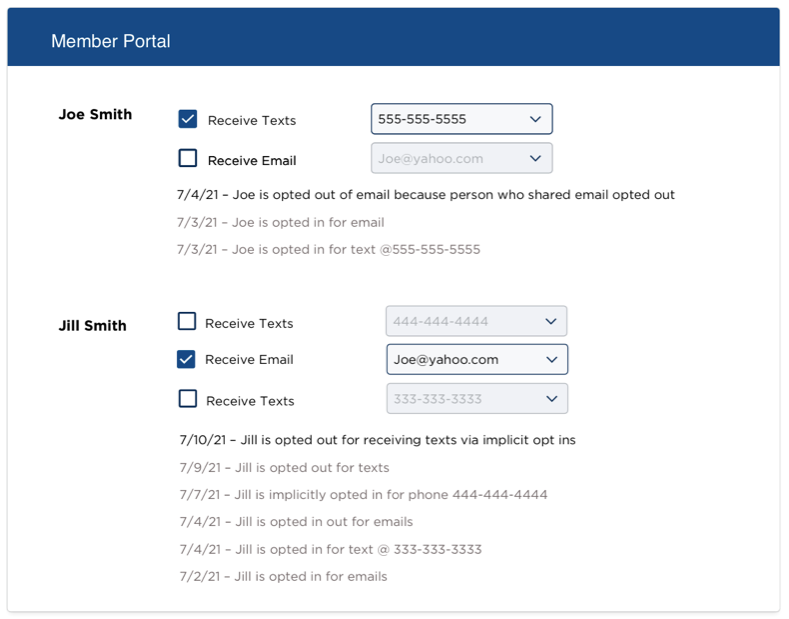 Member Portal
Joe Smith
Receive Texts 555-555-5555
Receive Email Joe@yahoo.com
7/4/21 – Joe is opted out of email because person who shared email opted out
7/3/21 – Joe is opted in for email
7/3/21 – Joe is opted in for text @555-555-5555
Jill Smith
Receive Texts 444-444-4444
Receive Email Joe@yahoo.com
Receive Texts 333-333-3333
7/10/21 – Jill is opted out for receiving texts via implicit opt ins
7/9/21 – Jill is opted out for texts
7/7/21 – Jill is implicitly opted in for phone 444-444-4444
7/4/21 – Jill is opted in out for emails
7/4/21 – Jill is opted in for text @ 333-333-3333
7/2/21 – Jill is opted in for emails